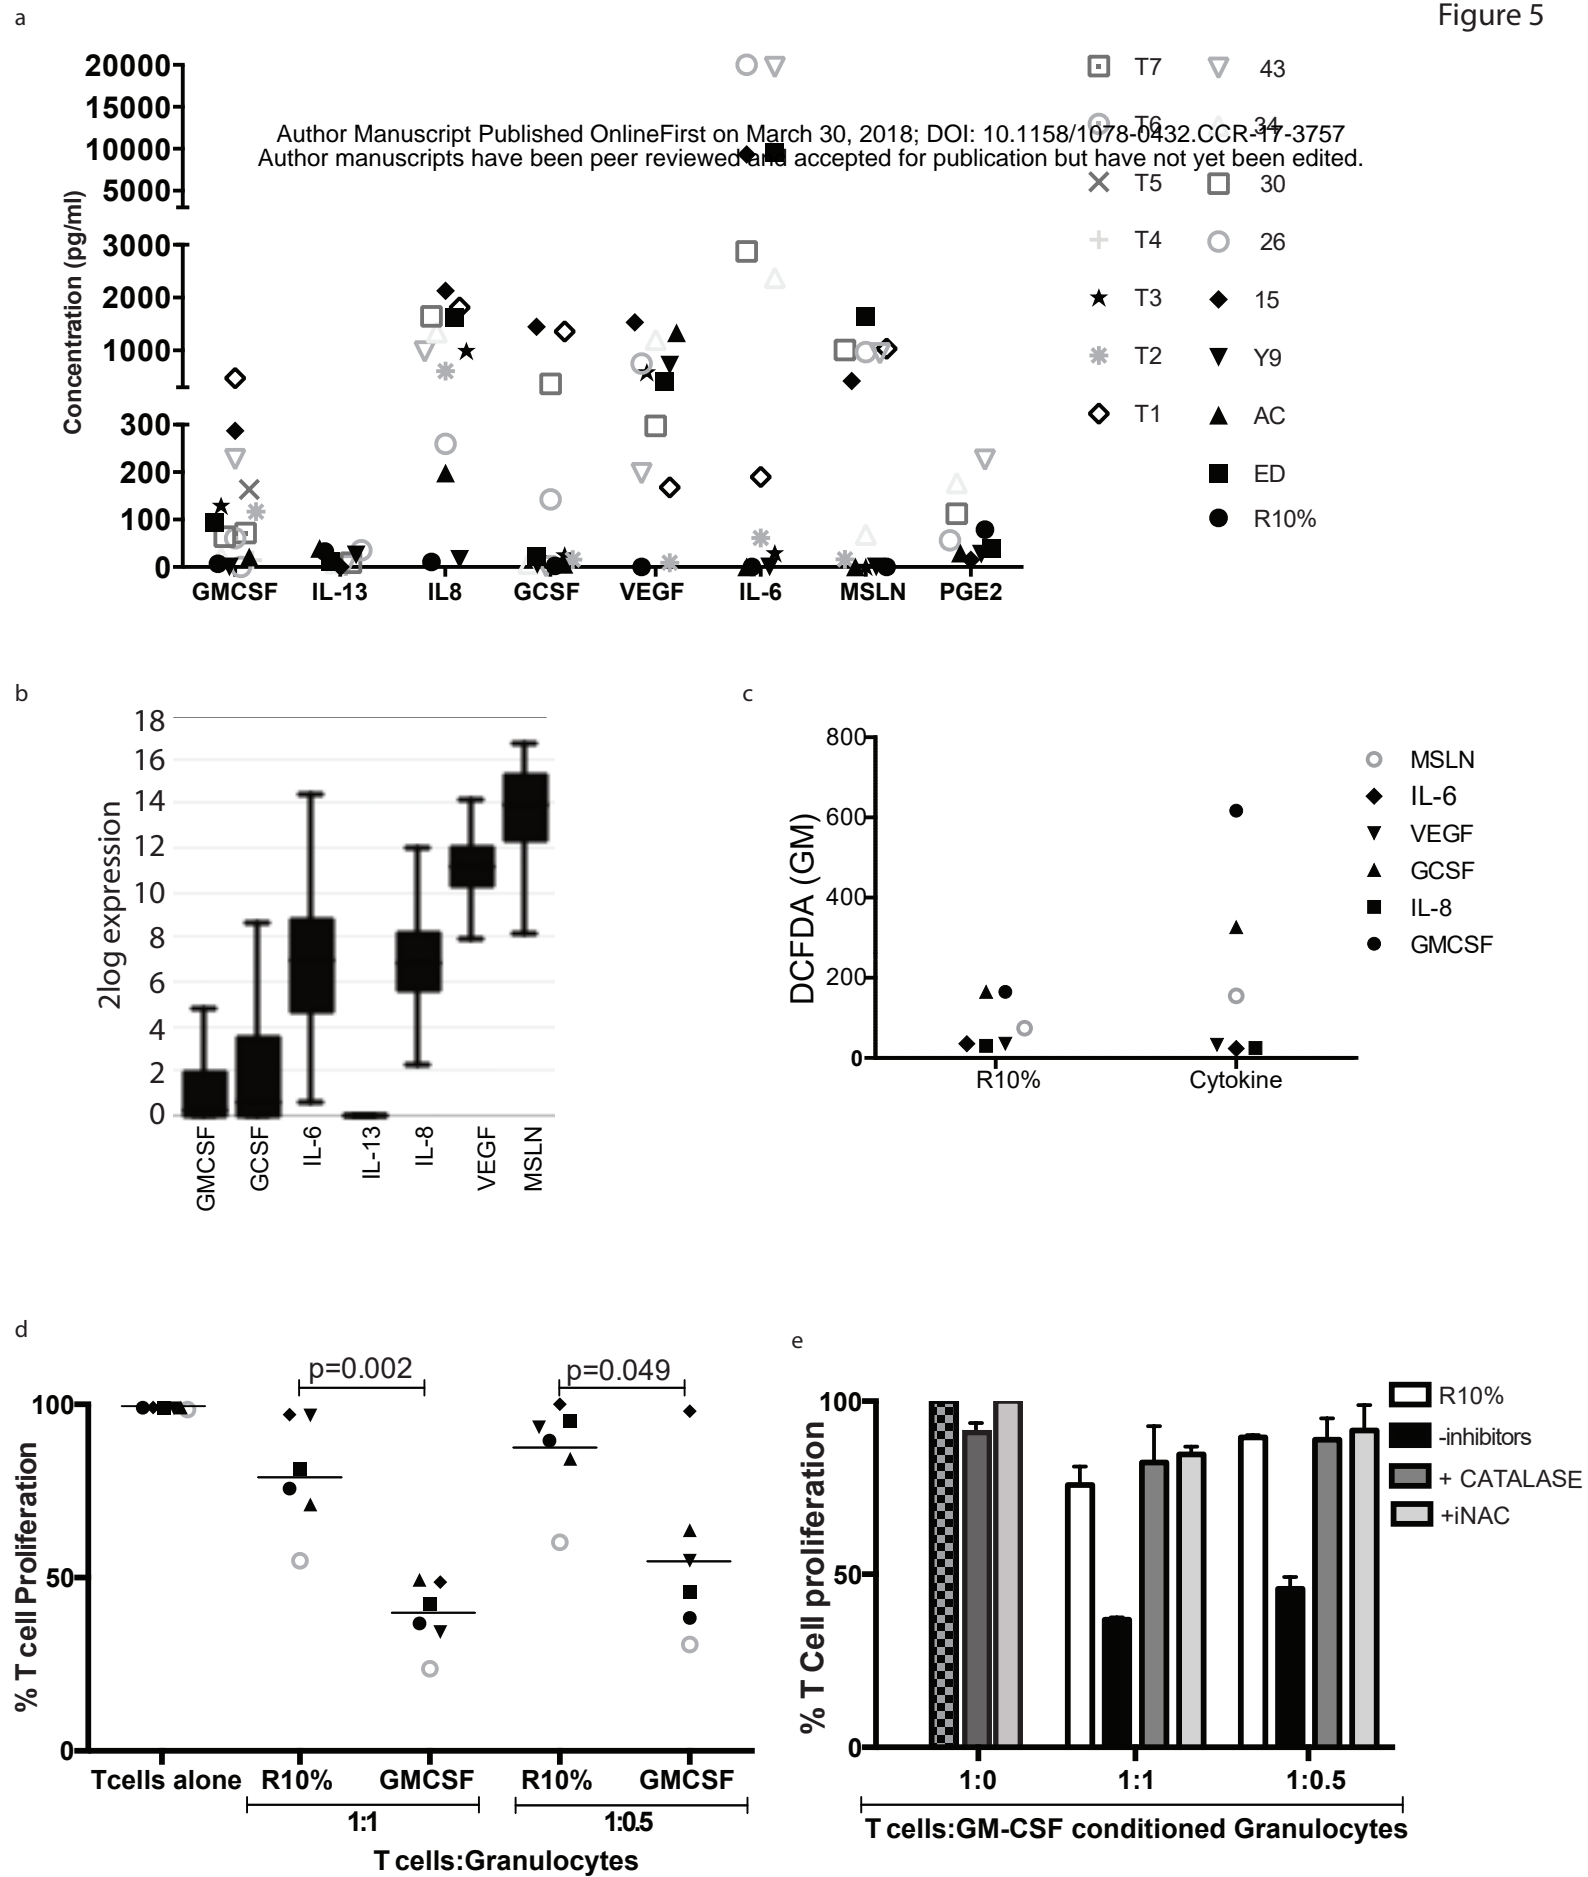 Figure 5
a
20000
15000
10000
5000
3000
2000
1000
300
200
100
0
Concentration (pg/ml)
Author Manuscript Published OnlineFirst on March 30, 2018; DOI: 10.1158/1078-0432.CCR-17-3757
Author manuscripts have been peer reviewed and accepted for publication but have not yet been edited.
GMCSF IL-13 IL8 GCSF VEGF IL-6 MSLN PGE2
T7 43
T6 34
T5 30
T4 26
T3 15
T2 Y9
T1 AC
ED
R10%
b
18
16
14
12
10
8
6
4
2
0
2log expression
GMCSF GCSF IL-6 IL-13 IL-8 VEGF MSLN
c
800
600
400
200
0
DCFDA (GM)
R10% Cytokine
MSLN
IL-6
VEGF
GCSF
IL-8
GMCSF
d
p=0.002 p=0.049
100
50
0
% T cell Proliferation
Tcells alone R10% GMCSF R10% GMCSF
1:1 1:0.5
T cells:Granulocytes
e
100
50
0
% T Cell proliferation
R10%
-inhibitors
+ CATALASE
+iNAC
1:0 1:1 1:0.5
T cells:GM-CSF conditioned Granulocytes